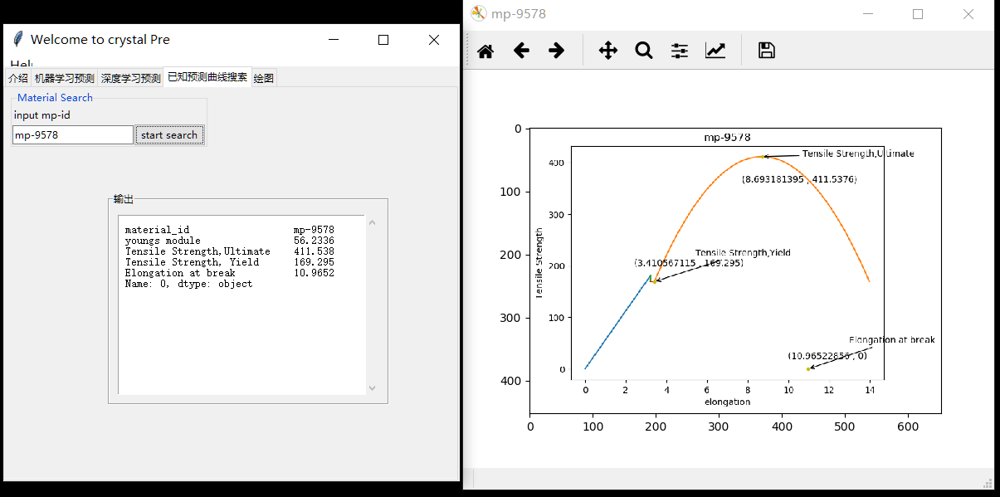 Welcome to crystal Pre
Help
介绍 机器学习预测 深度学习预测 已知预测曲线搜索 绘图
Material Search
input mp-id
mp-9578 start search
输出
material_id mp-9578
youngs module 56.2336
Tensile Strength,Ultimate 411.538
Tensile Strength, Yield 169.295
Elongation at break 10.9652
Name: 0, dtype: object
mp-9578
mp-9578
Tensile Strength,Ultimate
(8.693181395 , 411.5376)
Tensile Strength,Yield
(3.410567115 , 169.295)
Elongation at break
(10.96522856 , 0)
Tensile Strength
400
300
200
100
0
0 2 4 6 8 10 12 14
elongation
0
100
200
300
400
0 100 200 300 400 500 600